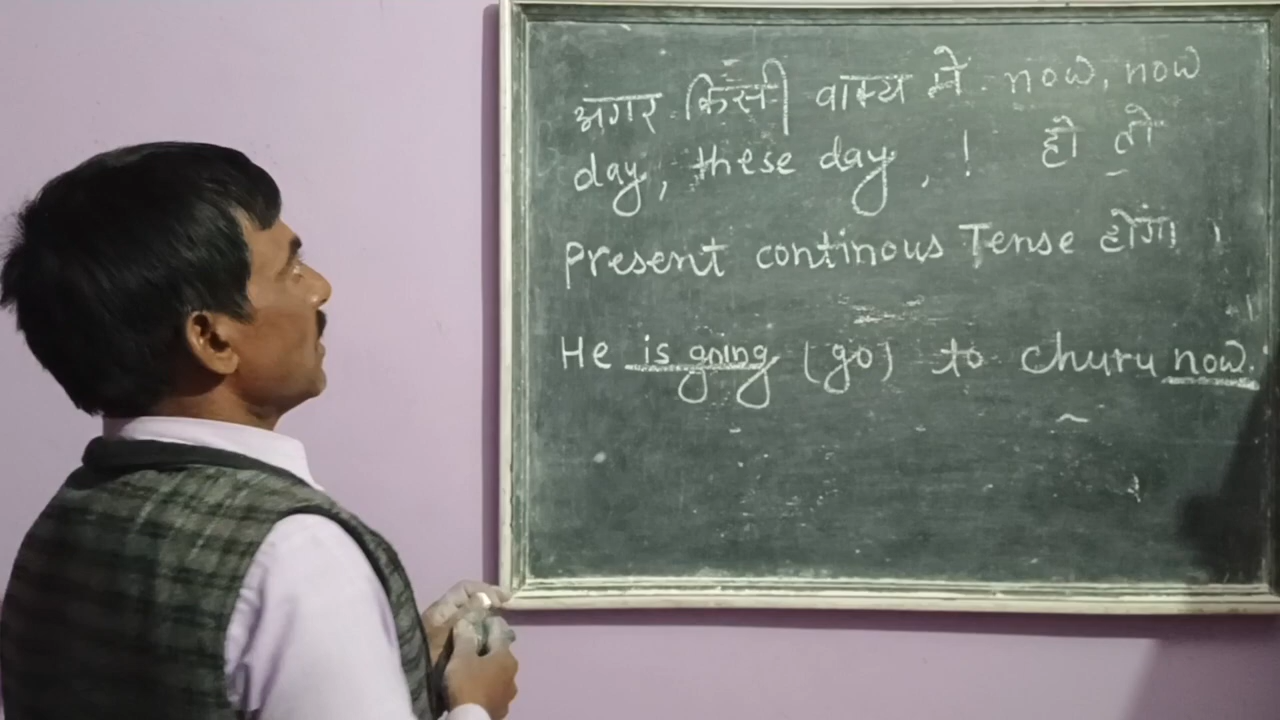 अगर किसी वाक्य में now, now
day, these day, ! हो तो
present continous Tense होगा ।
He is going (go) to churu now.